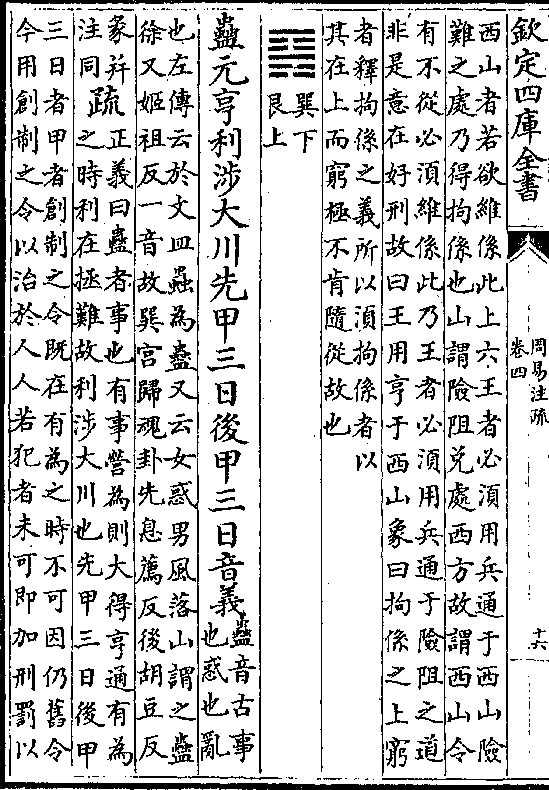 欽定四庫全書
周易注疏
卷四
十六
西山者若欲維係此上六王者必須用兵通于西山險
難之處乃得拘係也山謂險阻兌處西方故謂西山令
有不從必須維係此乃王者必須用兵通于險阻之道
非是意在好刑故曰王用亨于西山象曰拘係之上窮
者釋拘係之義所以須拘係者以
其在上而窮極不肯隨從故也
巽下
艮上
蠱元亨利涉大川先甲三日後甲三日音義
蠱音古事
也惑也亂
也左傳云於文皿蟲為蠱又云女惑男風落山謂之蠱
徐又姬祖反一音故巽宮歸魂卦先息薦反後胡豆反
彖并
注同
疏
正義曰蠱者事也有事營為則大得亨通有為
之時利在拯難故利涉大川也先甲三日後甲
三日者甲者創制之令既在有為之時不可因仍舊令
今用創制之令以治於人人若犯者未可即加刑罰以